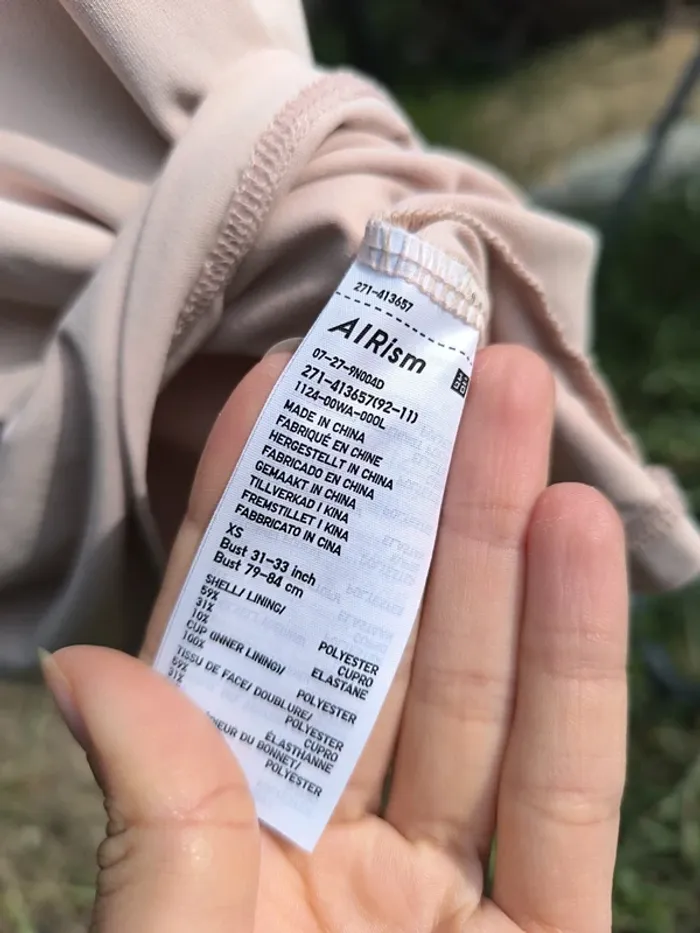 271-413657
AIRism
07-27-9N004D
271-413657(92-11)
1124-00WA-000L
MADE IN CHINA
FABRIQUÉ EN CHINE
HERGESTELLT IN CHINA
FABRICADO EN CHINA
GEMAAKT IN CHINA
TILLVERKAD I KINA
FREMSTILLET I KINA
FABBRICATO IN CINA
XS
Bust 31-33 inch
Bust 79-84 cm
SHELL/ LINING/
59% POLYESTER
31% CUPRO
10% ELASTANE
CUP (INNER LINING)/
100% POLYESTER
TISSU DE FACE/ DOUBLURE/
59% POLYESTER
31% CUPRO
ÉLASTHANNE
DU BONNET/
POLYESTER